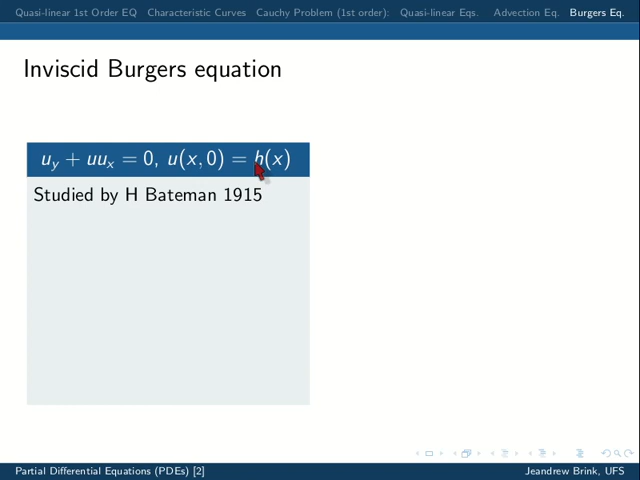 Quasi-linear 1st Order EQ Characteristic Curves Cauchy Problem (1st order): Quasi-linear Eqs. Advection Eq. Burgers Eq.
Inviscid Burgers equation
u_y + uu_x = 0, u(x, 0) = h(x)
Studied by H Bateman 1915
Partial Differential Equations (PDEs) [2] Jeandrew Brink, UFS